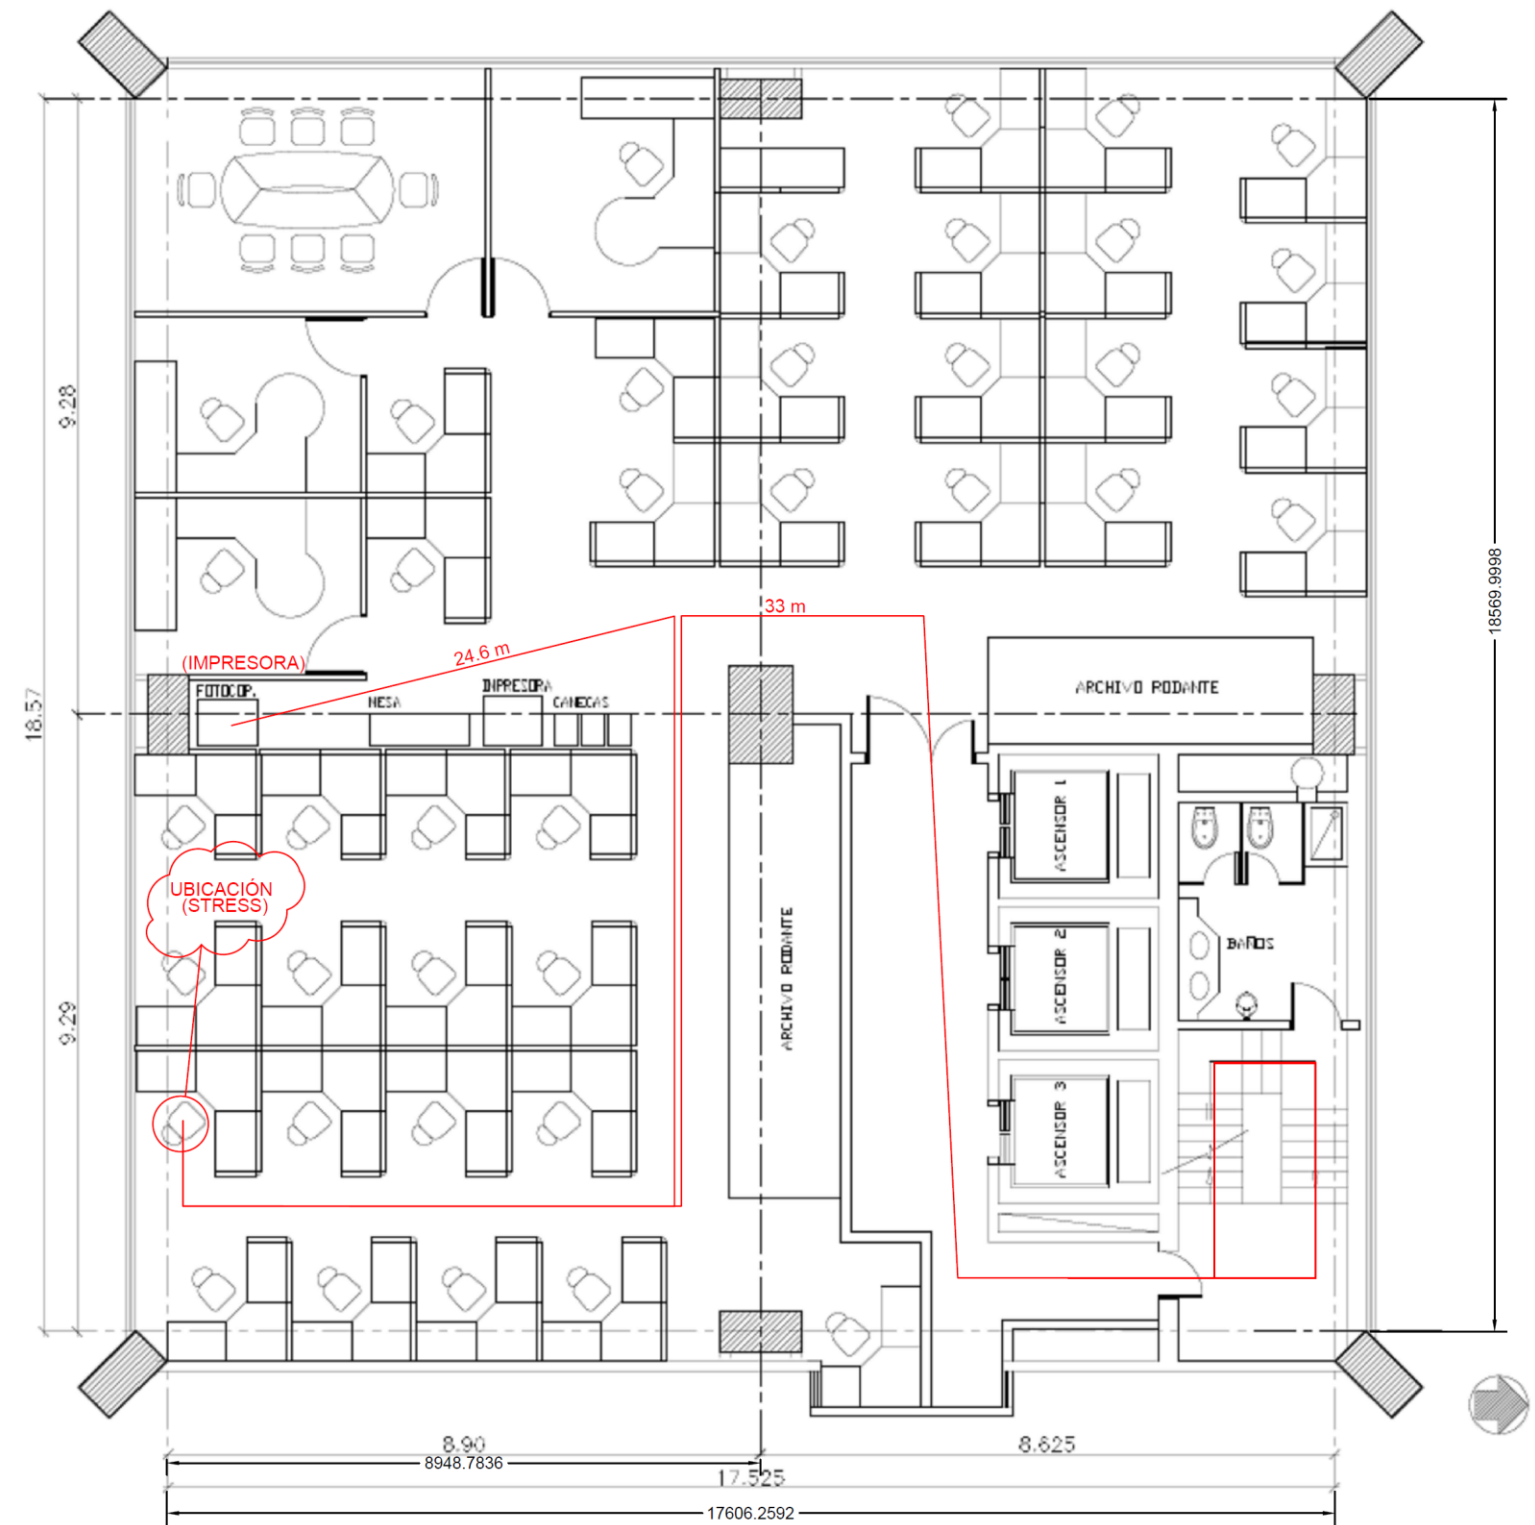 9.28
18.57
9.29
18569.9998
33 m
24.6 m
(IMPRESORA)
FOTOCOP.
MESA
INPRESORA
CANECAS
ARCHIVO RODANTE
ASCENSOR 1
UBICACIÓN
(STRESS)
ARCHIVO RODANTE
ASCENSOR 2
BAÑOS
ASCENSOR 3
8.90
8.625
8948.7836
17.525
17606.2592